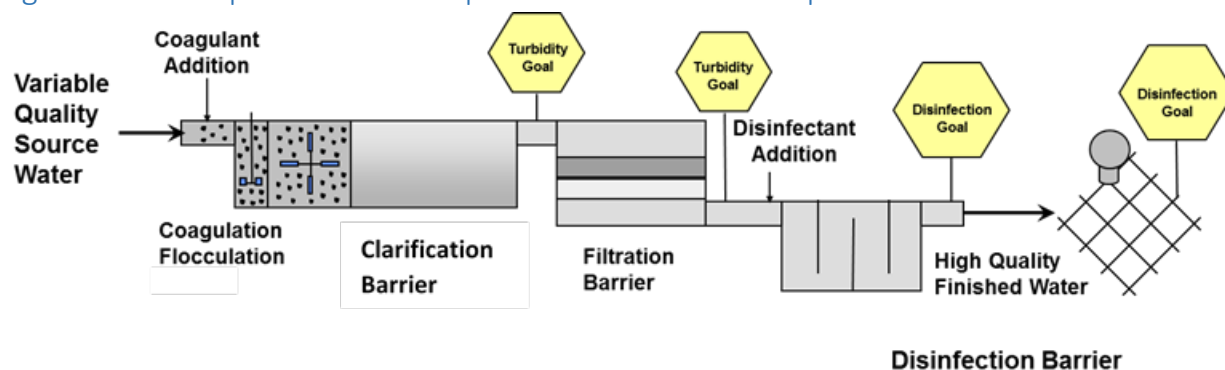 Coagulant
Addition
Variable
Quality
Source
Water
Turbidity
Goal
Turbidity
Goal
Disinfectant
Addition
Disinfection
Goal
Disinfection
Goal
Coagulation
Flocculation
Clarification
Barrier
Filtration
Barrier
High Quality
Finished Water
Disinfection Barrier